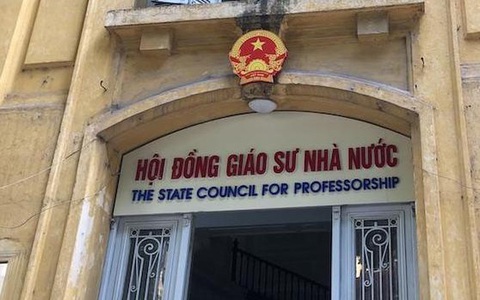 HỘI ĐỒNG GIÁO SƯ NHÀ NƯỚC
THE STATE COUNCIL FOR PROFESSORSHIP